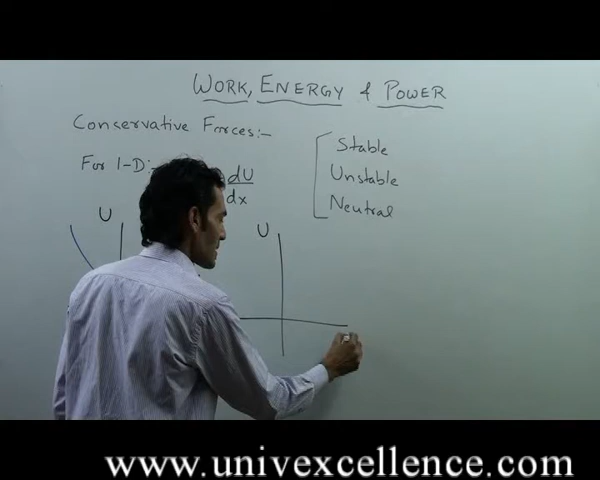 WORK, ENERGY & POWER
Conservative Forces:-
For 1-D:
dU
dx
Stable
Unstable
Neutral
U
U
www.univexcellence.com